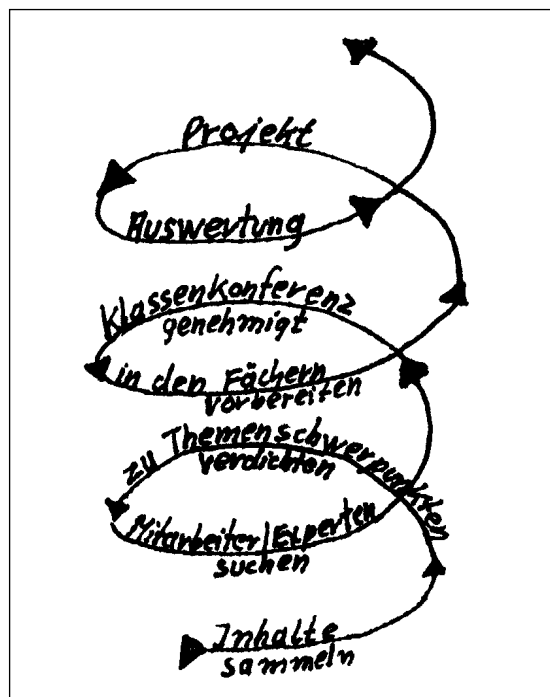 Projekt
Auswertung
Klassenkonferenz
genehmigt
in den Fächern
vorbereiten
zu Themenschwerpunkten
verdichten
Mitarbeiter/Experten
suchen
Inhalte
sammeln